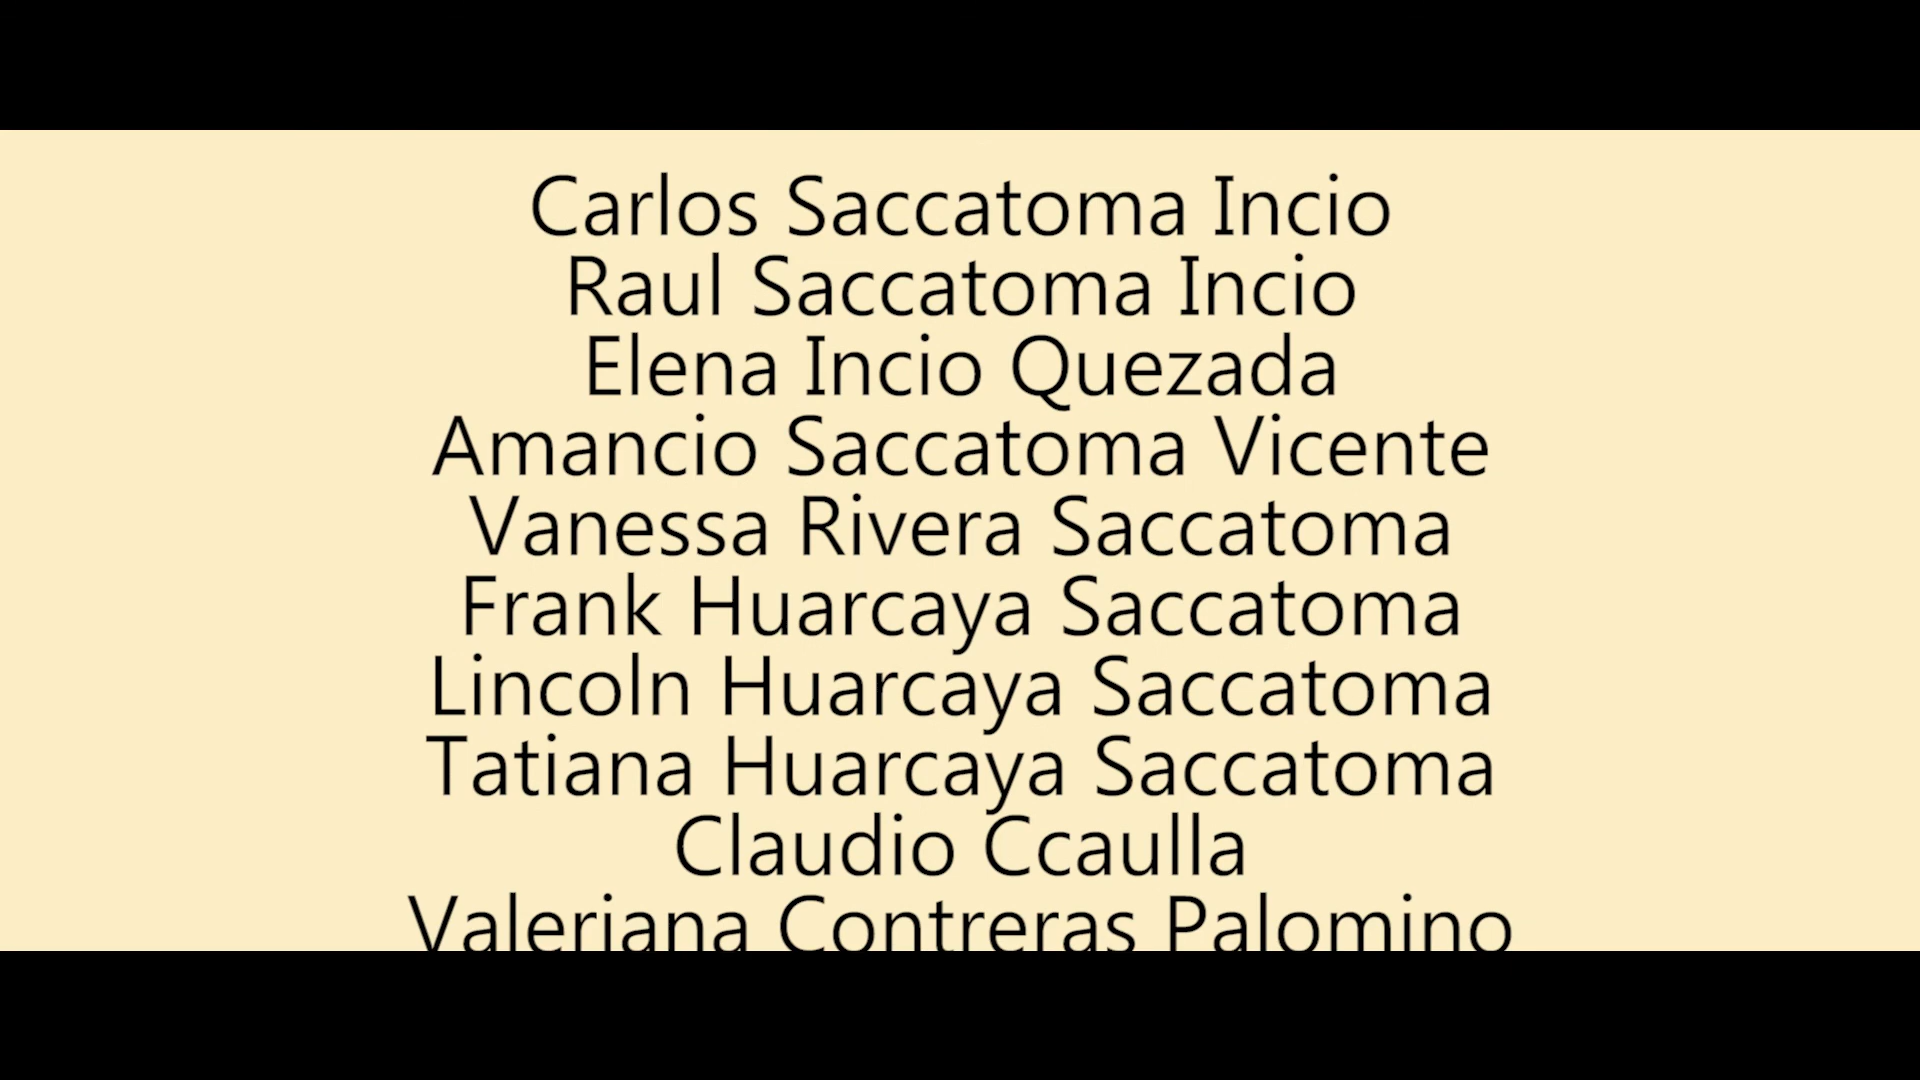 Carlos Saccatoma Incio
Raul Saccatoma Incio
Elena Incio Quezada
Amancio Saccatoma Vicente
Vanessa Rivera Saccatoma
Frank Huarcaya Saccatoma
Lincoln Huarcaya Saccatoma
Tatiana Huarcaya Saccatoma
Claudio Ccaulla
Valeriana Contreras Palomino